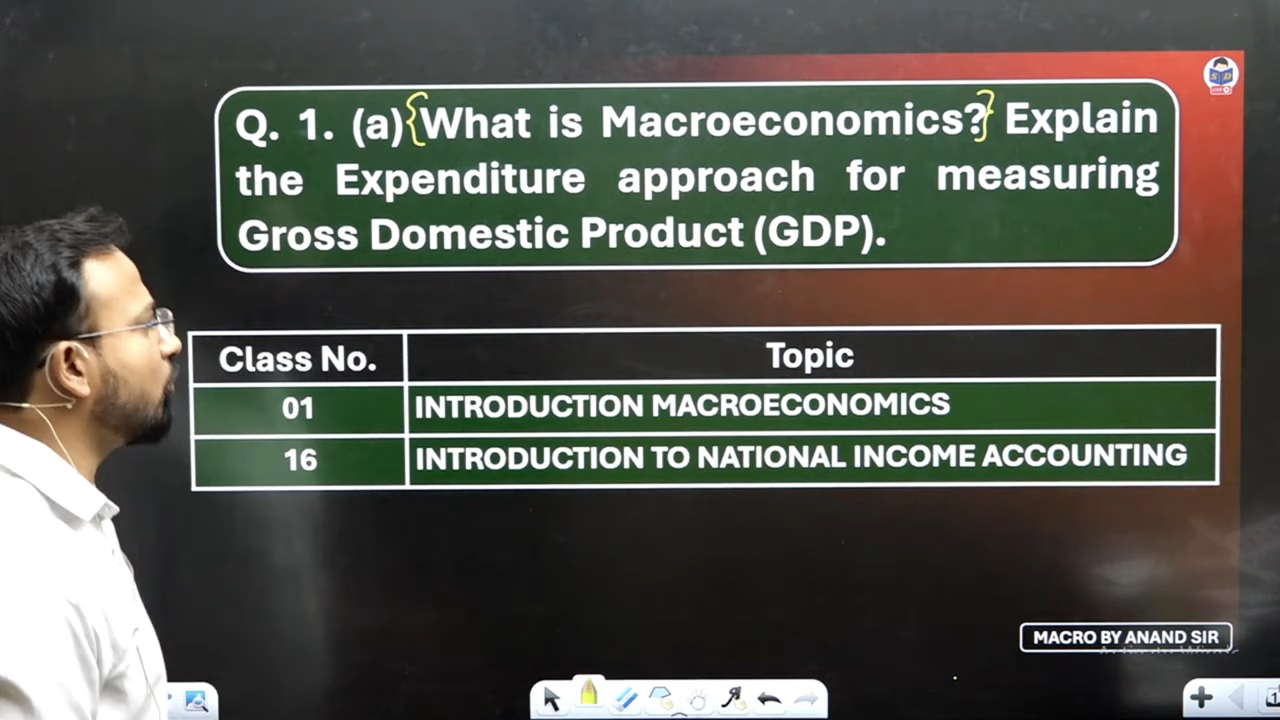 Q. 1. (a) {What is Macroeconomics?} Explain
the Expenditure approach for measuring
Gross Domestic Product (GDP).
Class No. Topic
01 INTRODUCTION MACROECONOMICS
16 INTRODUCTION TO NATIONAL INCOME ACCOUNTING
MACRO BY ANAND SIR